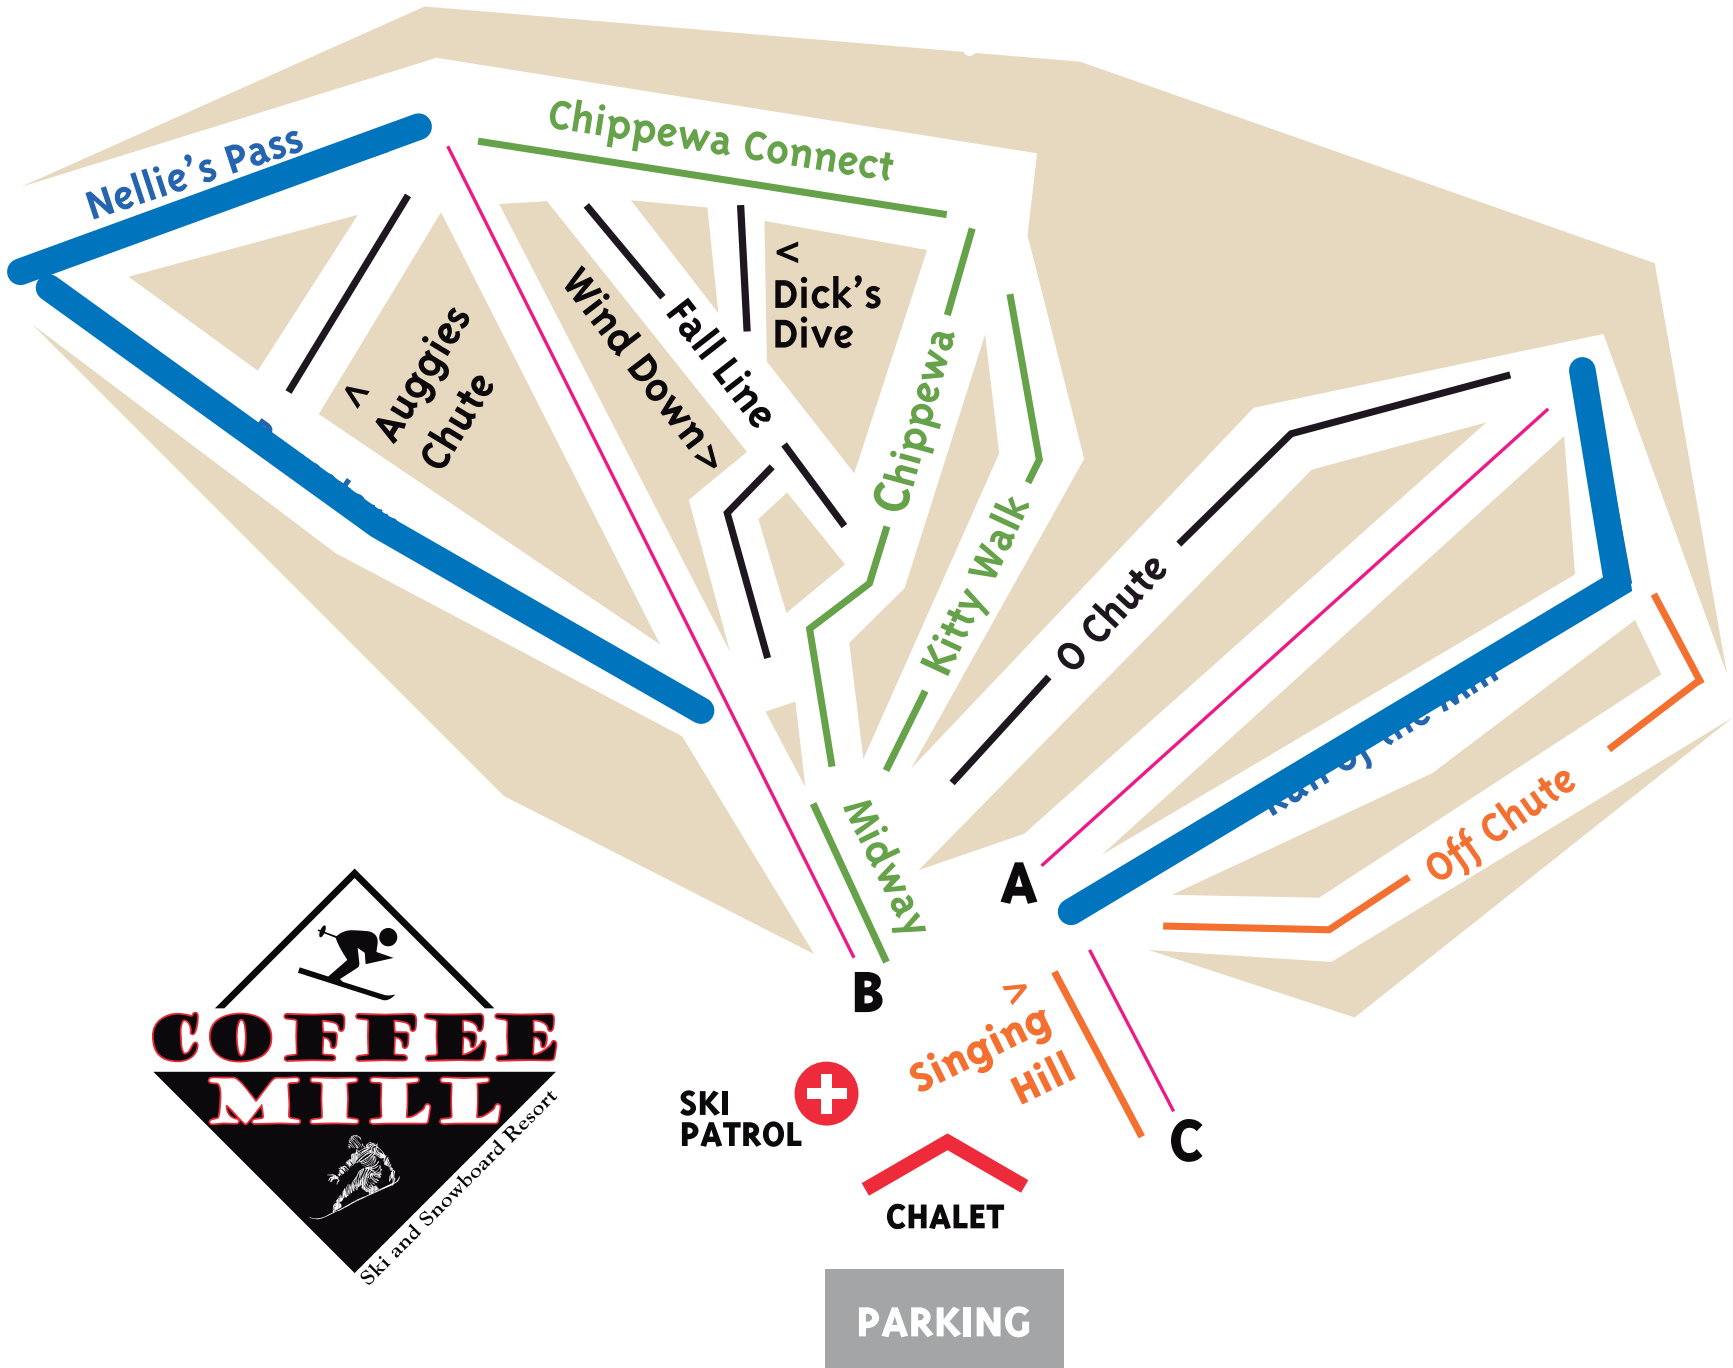 Chippewa Connect
Nellie's Pass
<
Dick's
Dive
Wind Down>
Fall Line
<
Auggies
Chute
Chippewa
Kitty Walk
O Chute
Off Chute
Midway
A
B
<
Singing
Hill
C
SKI
PATROL
CHALET
PARKING
COFFEE
MILL
Ski and Snowboard Resort